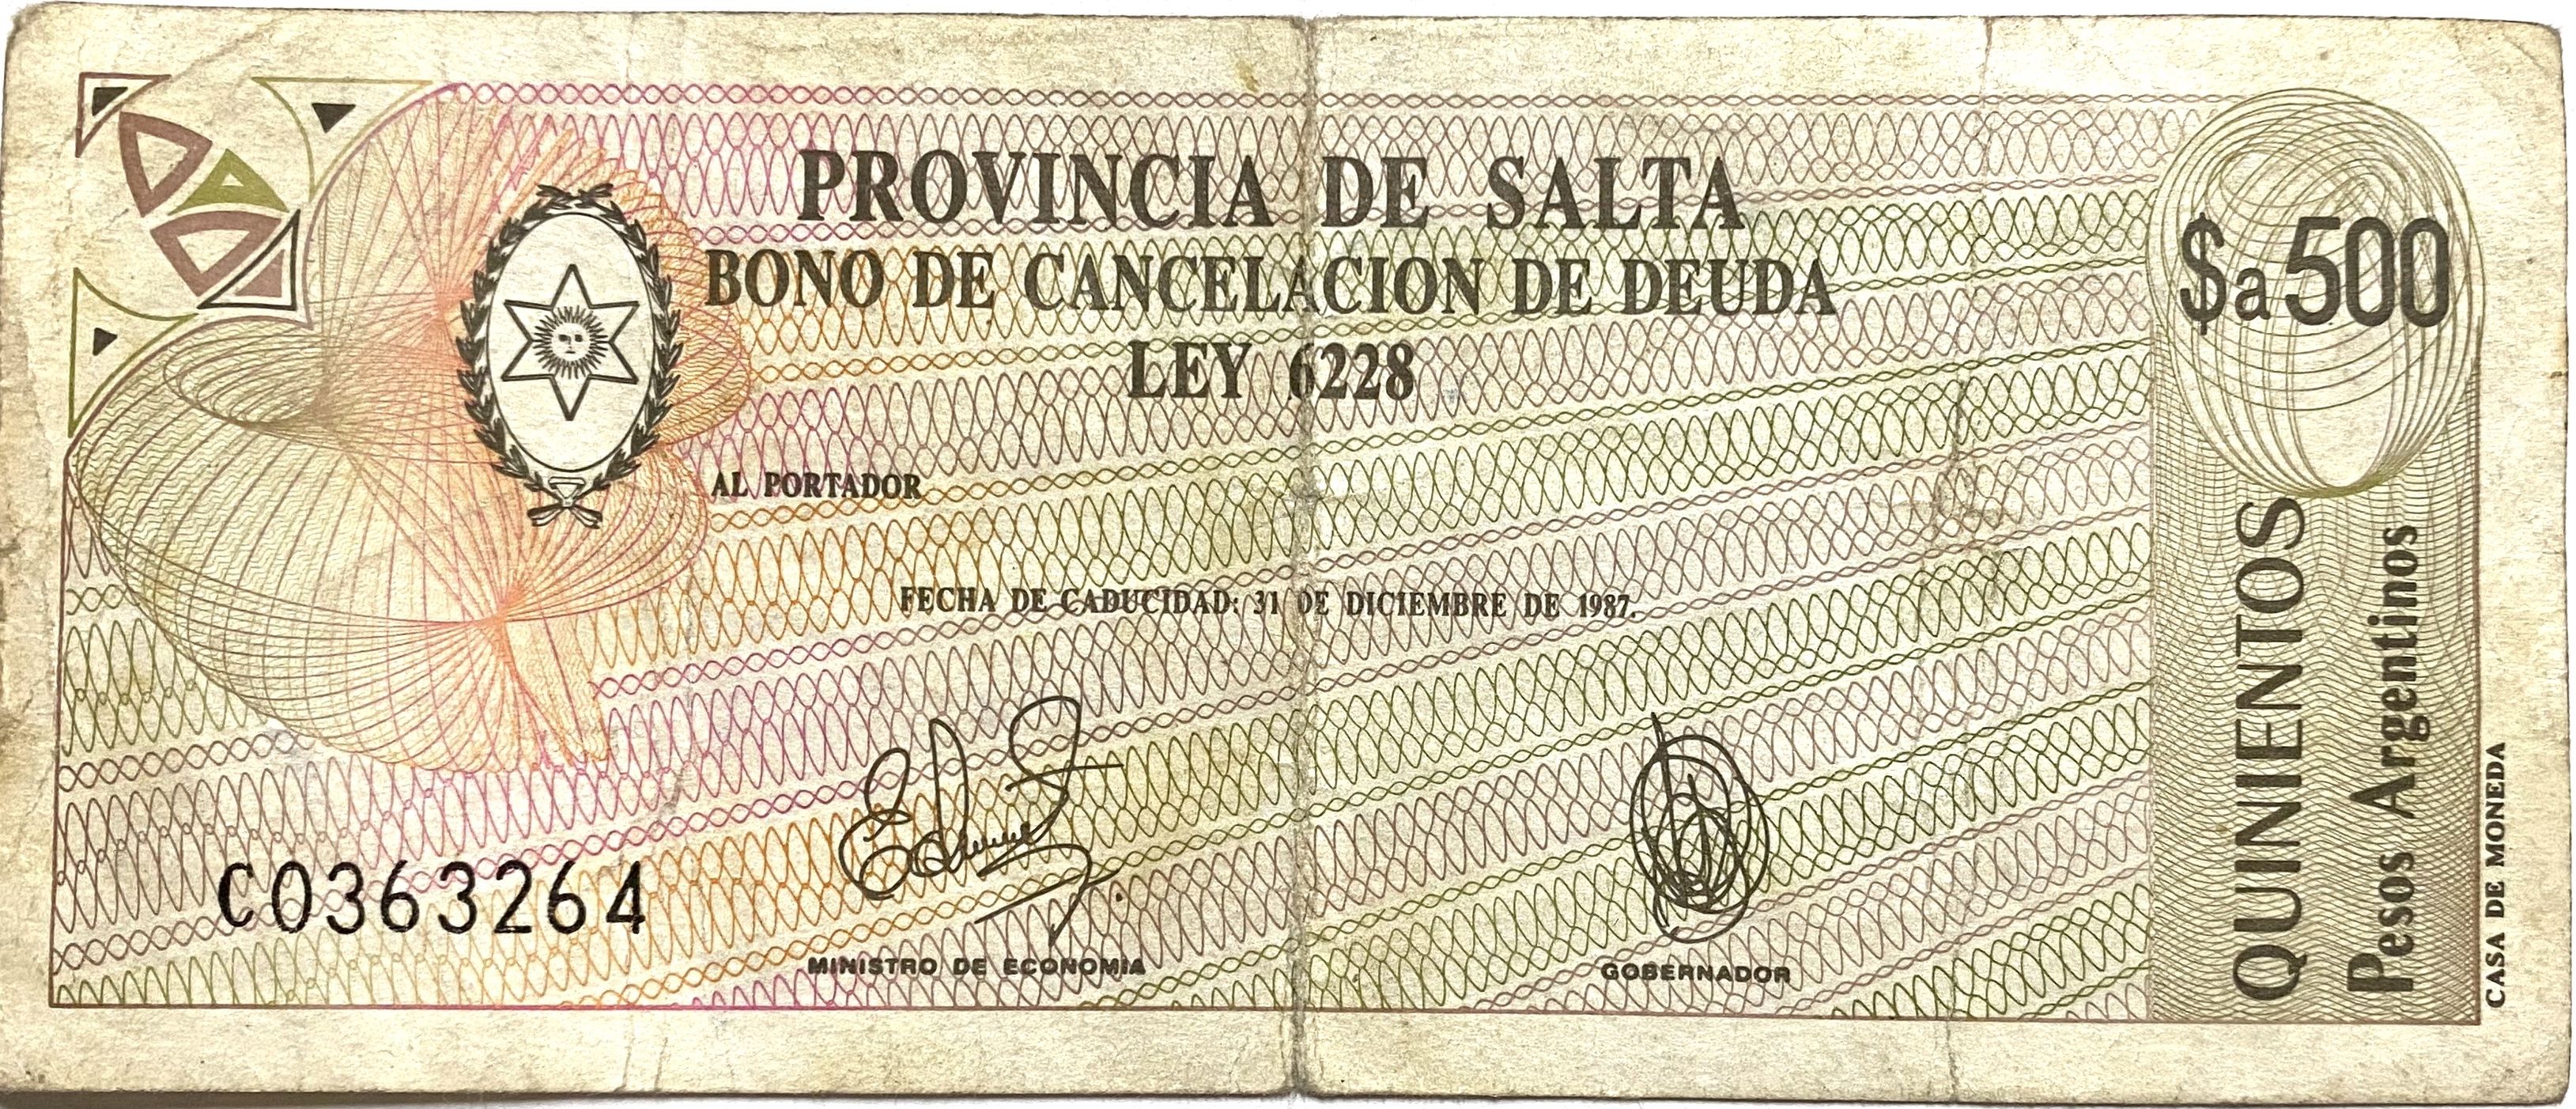 PROVINCIA DE SALTA
BONO DE CANCELACION DE DEUDA
LEY 6228
$a 500
AL PORTADOR
FECHA DE CADUCIDAD: 31 DE DICIEMBRE DE 1987.
C0363264
MINISTRO DE ECONOMIA
GOBERNADOR
QUINIENTOS
Pesos Argentinos
CASA DE MONEDA